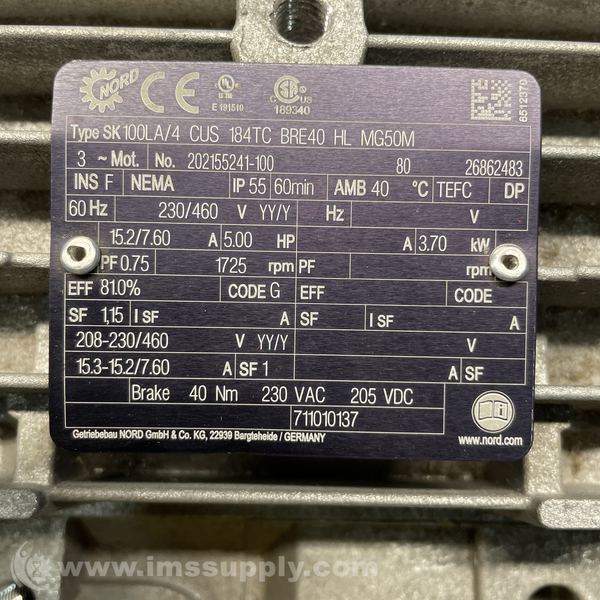 NORD CE UL US SP® C US
E 191510 189340
8512370
Type SK100LA/4 CUS 184TC BRE40 HL MG50M
3 ~ Mot. No. 202155241-100 80 26862483
INS F NEMA IP 55 60min AMB 40 °C TEFC DP
60 Hz 230/460 V YY/Y Hz V
15.2/7.60 A 5.00 HP A 3.70 kW
PF 0.75 1725 rpm PF rpm
EFF 81.0% CODE G EFF CODE
SF 1,15 I SF A SF I SF A
208-230/460 V YY/Y V
15.3-15.2/7.60 A SF 1 A SF
Brake 40 Nm 230 VAC 205 VDC
711010137
Getriebebau NORD GmbH & Co. KG, 22939 Bargteheide / GERMANY www.nord.com
www.imssupply.com